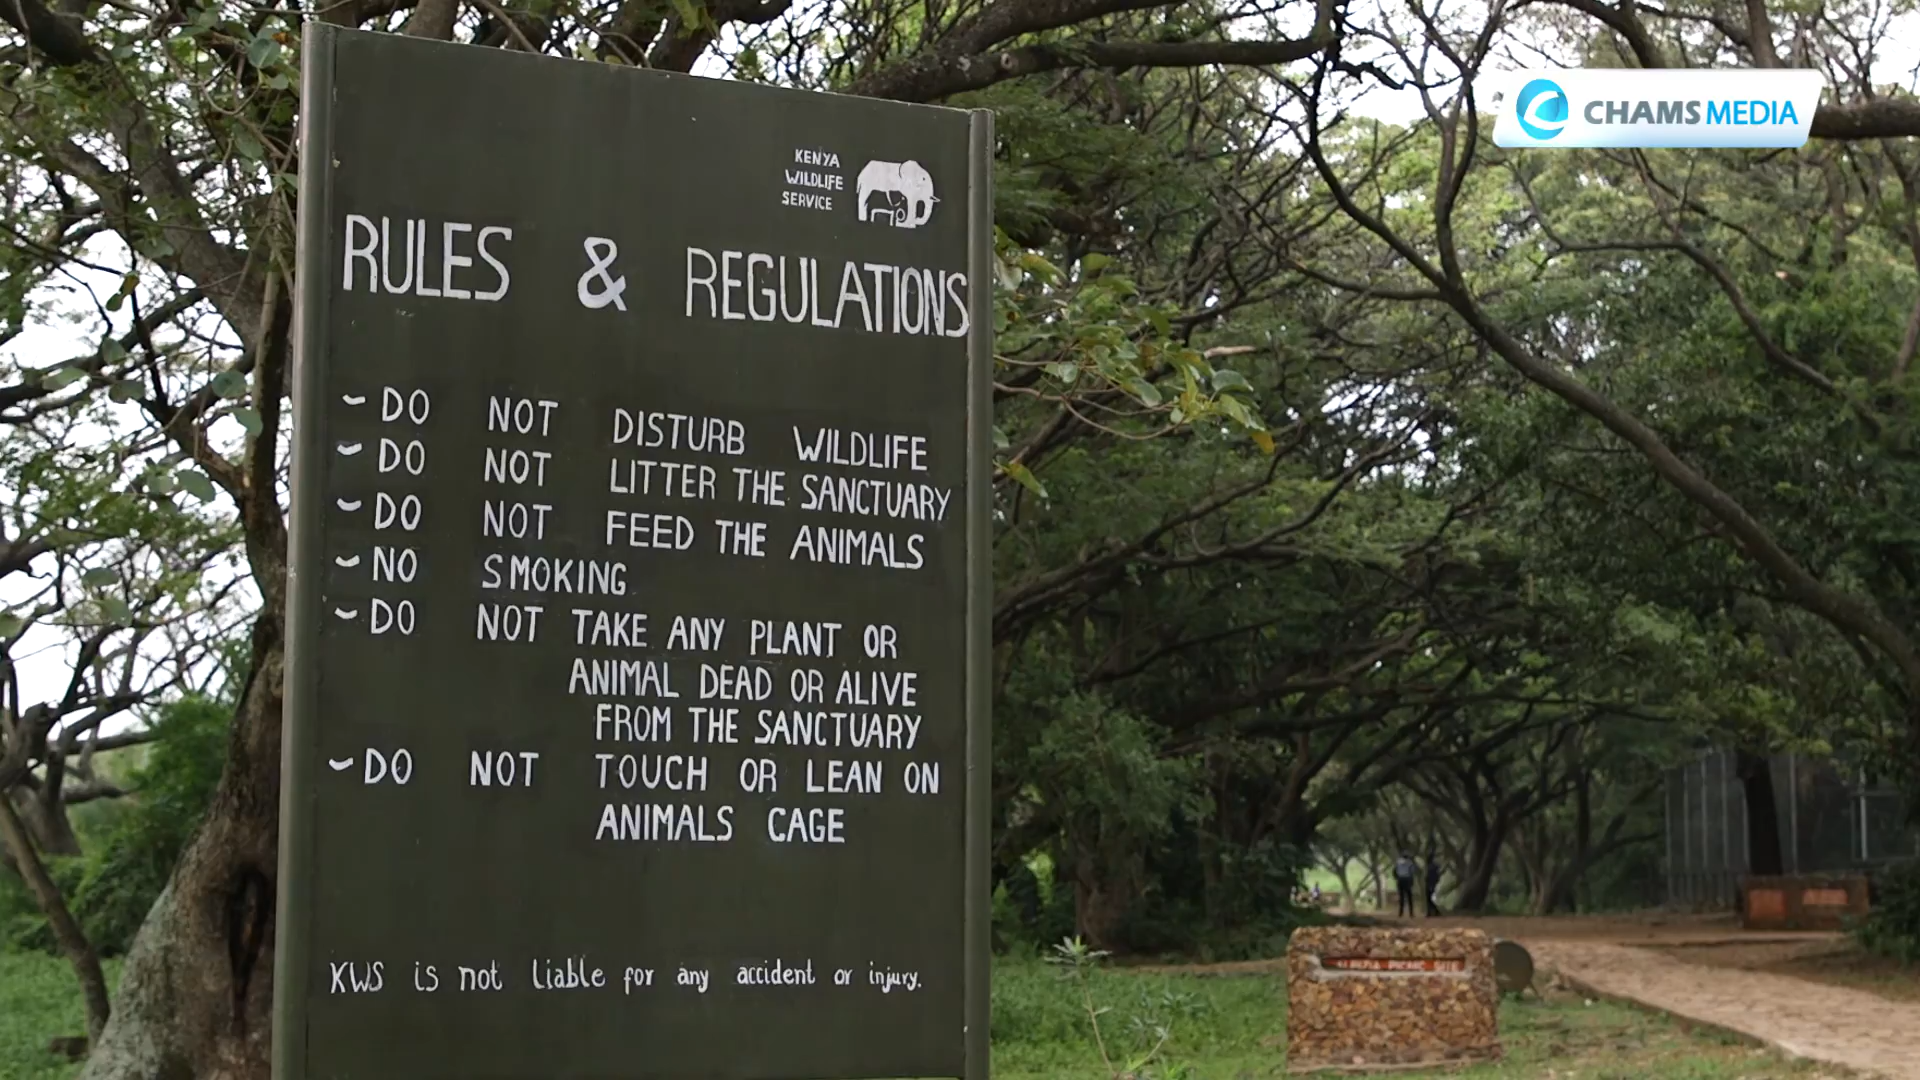 CHAMS MEDIA
KENYA
WILDLIFE
SERVICE
RULES & REGULATIONS
- DO NOT DISTURB WILDLIFE
- DO NOT LITTER THE SANCTUARY
- DO NOT FEED THE ANIMALS
- NO SMOKING
- DO NOT TAKE ANY PLANT OR
ANIMAL DEAD OR ALIVE
FROM THE SANCTUARY
- DO NOT TOUCH OR LEAN ON
ANIMALS CAGE
KWS is not liable for any accident or injury.
PICNIC SITE